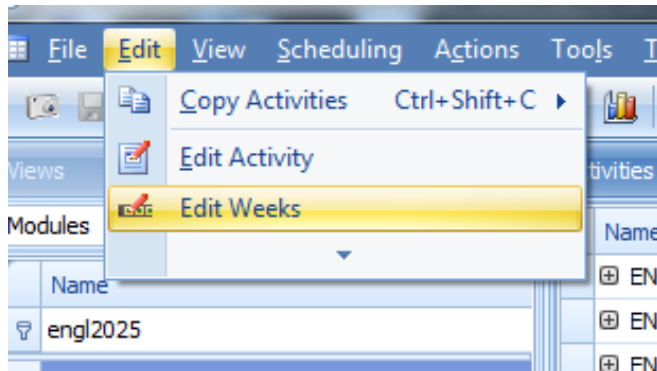 File Edit View Scheduling Actions Tools
Copy Activities Ctrl+Shift+C
Edit Activity
Views
Edit Weeks
Modules
Name
Name
EN
engl2025
EN
EN